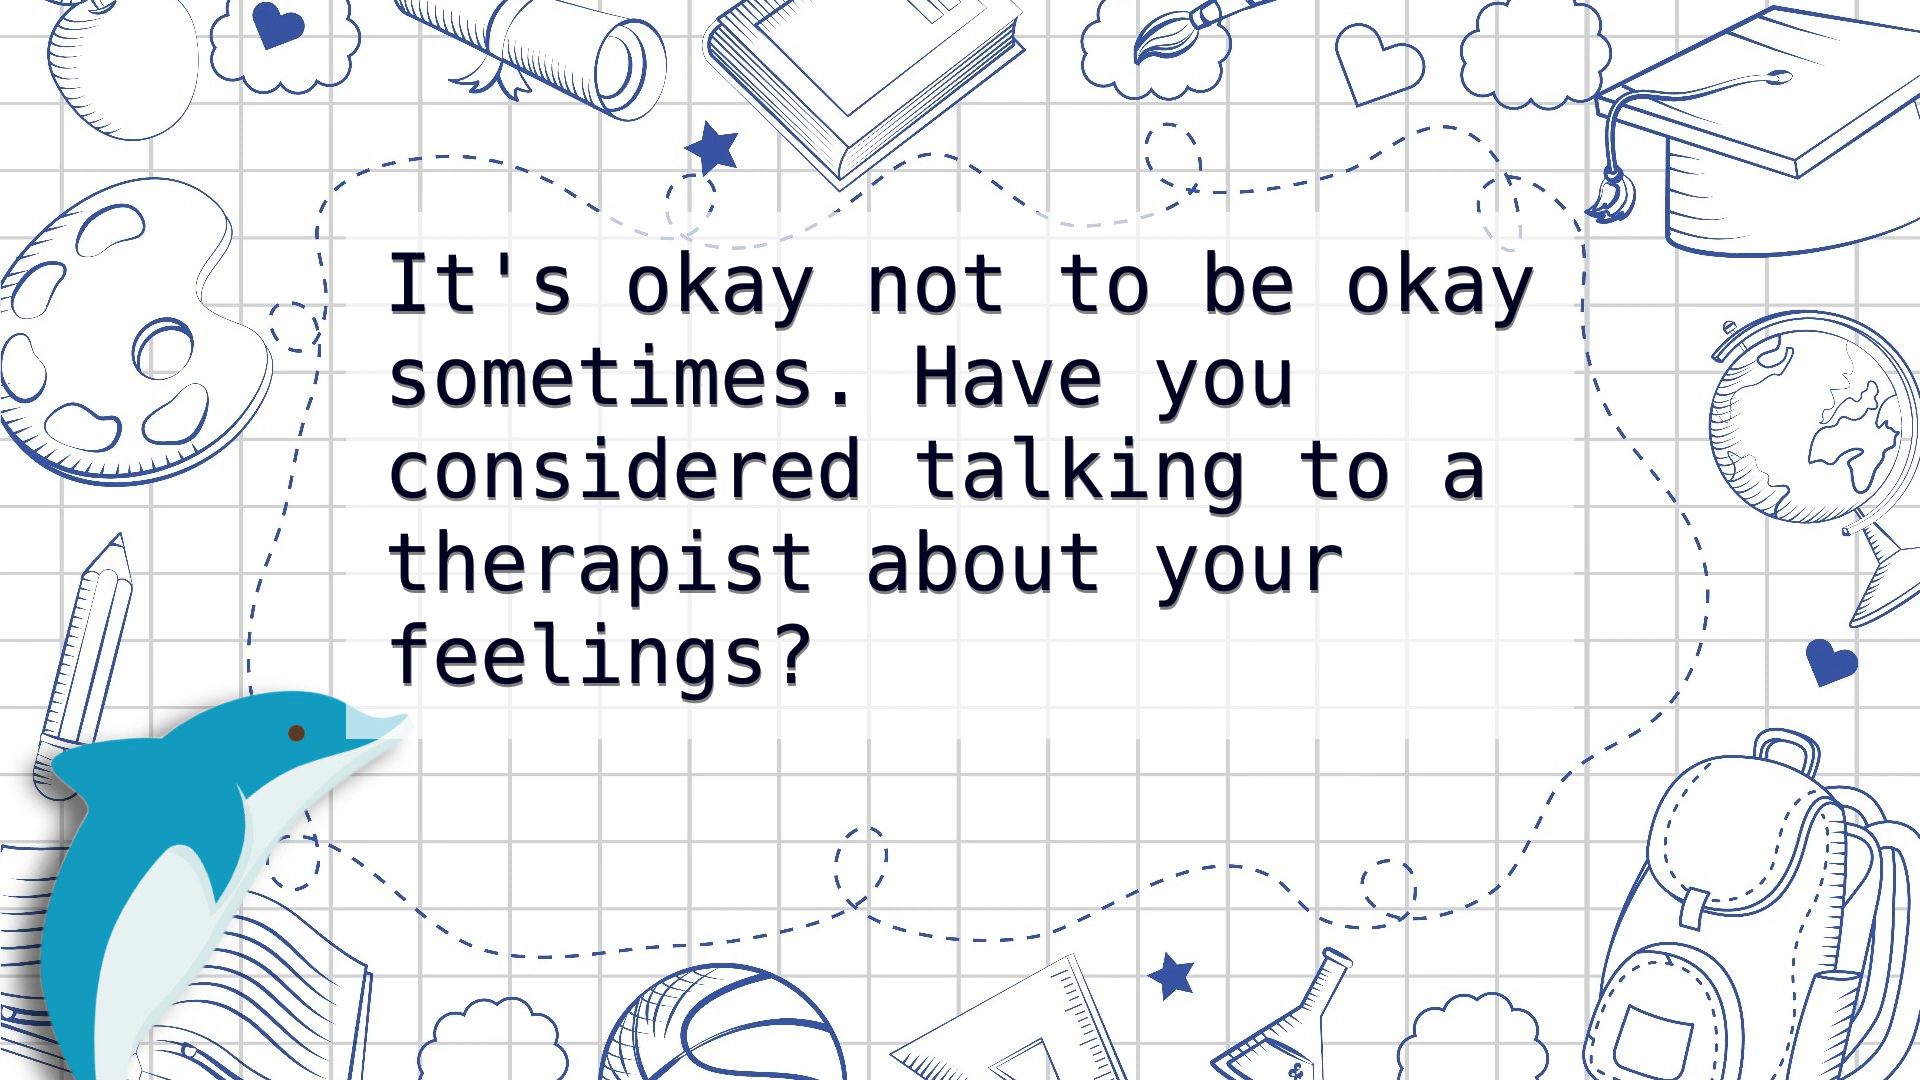 It's okay not to be okay
sometimes. Have you
considered talking to a
therapist about your
feelings?